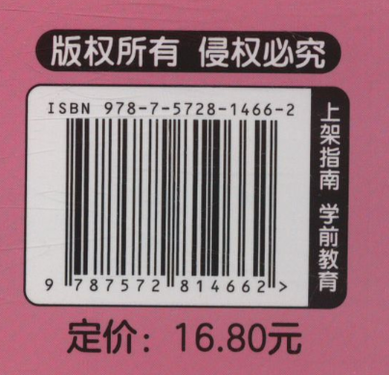 版权所有 侵权必究
ISBN 978-7-5728-1466-2
9 787572 814662 >
上架指南 学前教育
定价：16.80元